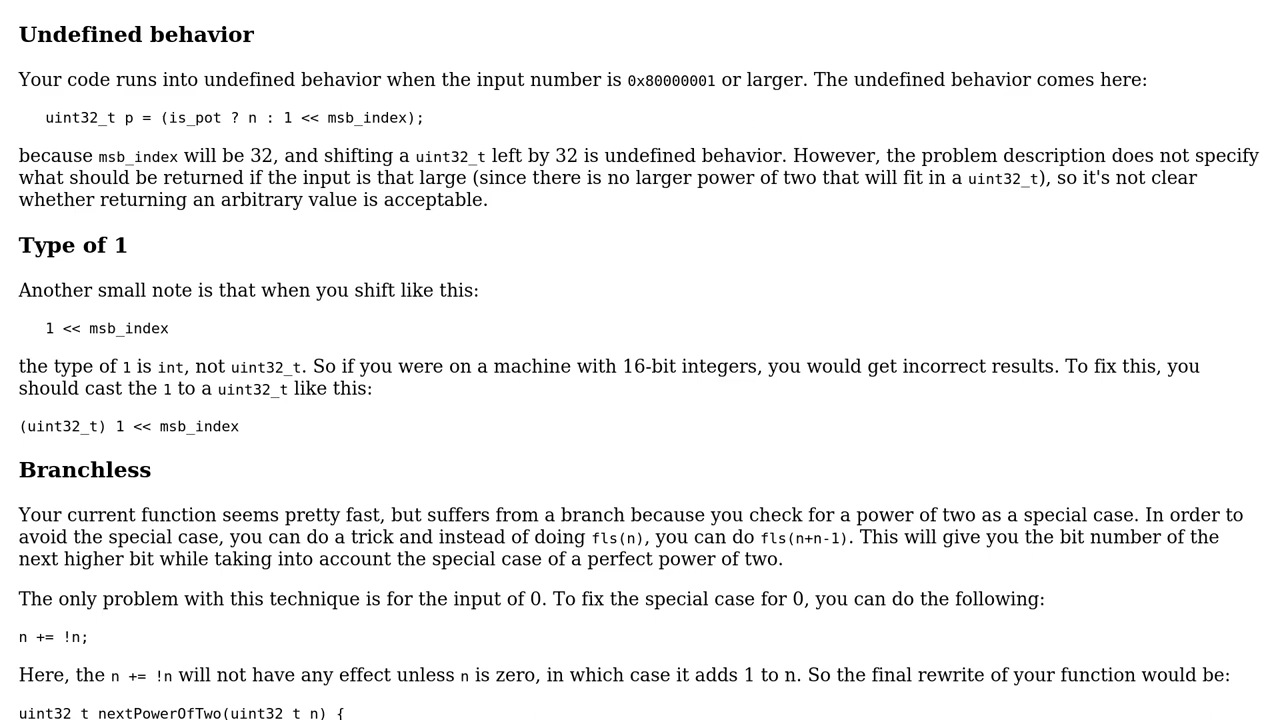 Undefined behavior
Your code runs into undefined behavior when the input number is 0x80000001 or larger. The undefined behavior comes here:
uint32_t p = (is_pot ? n : 1 << msb_index);
because msb_index will be 32, and shifting a uint32_t left by 32 is undefined behavior. However, the problem description does not specify
what should be returned if the input is that large (since there is no larger power of two that will fit in a uint32_t), so it's not clear
whether returning an arbitrary value is acceptable.
Type of 1
Another small note is that when you shift like this:
1 << msb_index
the type of 1 is int, not uint32_t. So if you were on a machine with 16-bit integers, you would get incorrect results. To fix this, you
should cast the 1 to a uint32_t like this:
(uint32_t) 1 << msb_index
Branchless
Your current function seems pretty fast, but suffers from a branch because you check for a power of two as a special case. In order to
avoid the special case, you can do a trick and instead of doing fls(n), you can do fls(n+n-1). This will give you the bit number of the
next higher bit while taking into account the special case of a perfect power of two.
The only problem with this technique is for the input of 0. To fix the special case for 0, you can do the following:
n += !n;
Here, the n += !n will not have any effect unless n is zero, in which case it adds 1 to n. So the final rewrite of your function would be:
uint32_t nextPowerOfTwo(uint32_t n) {